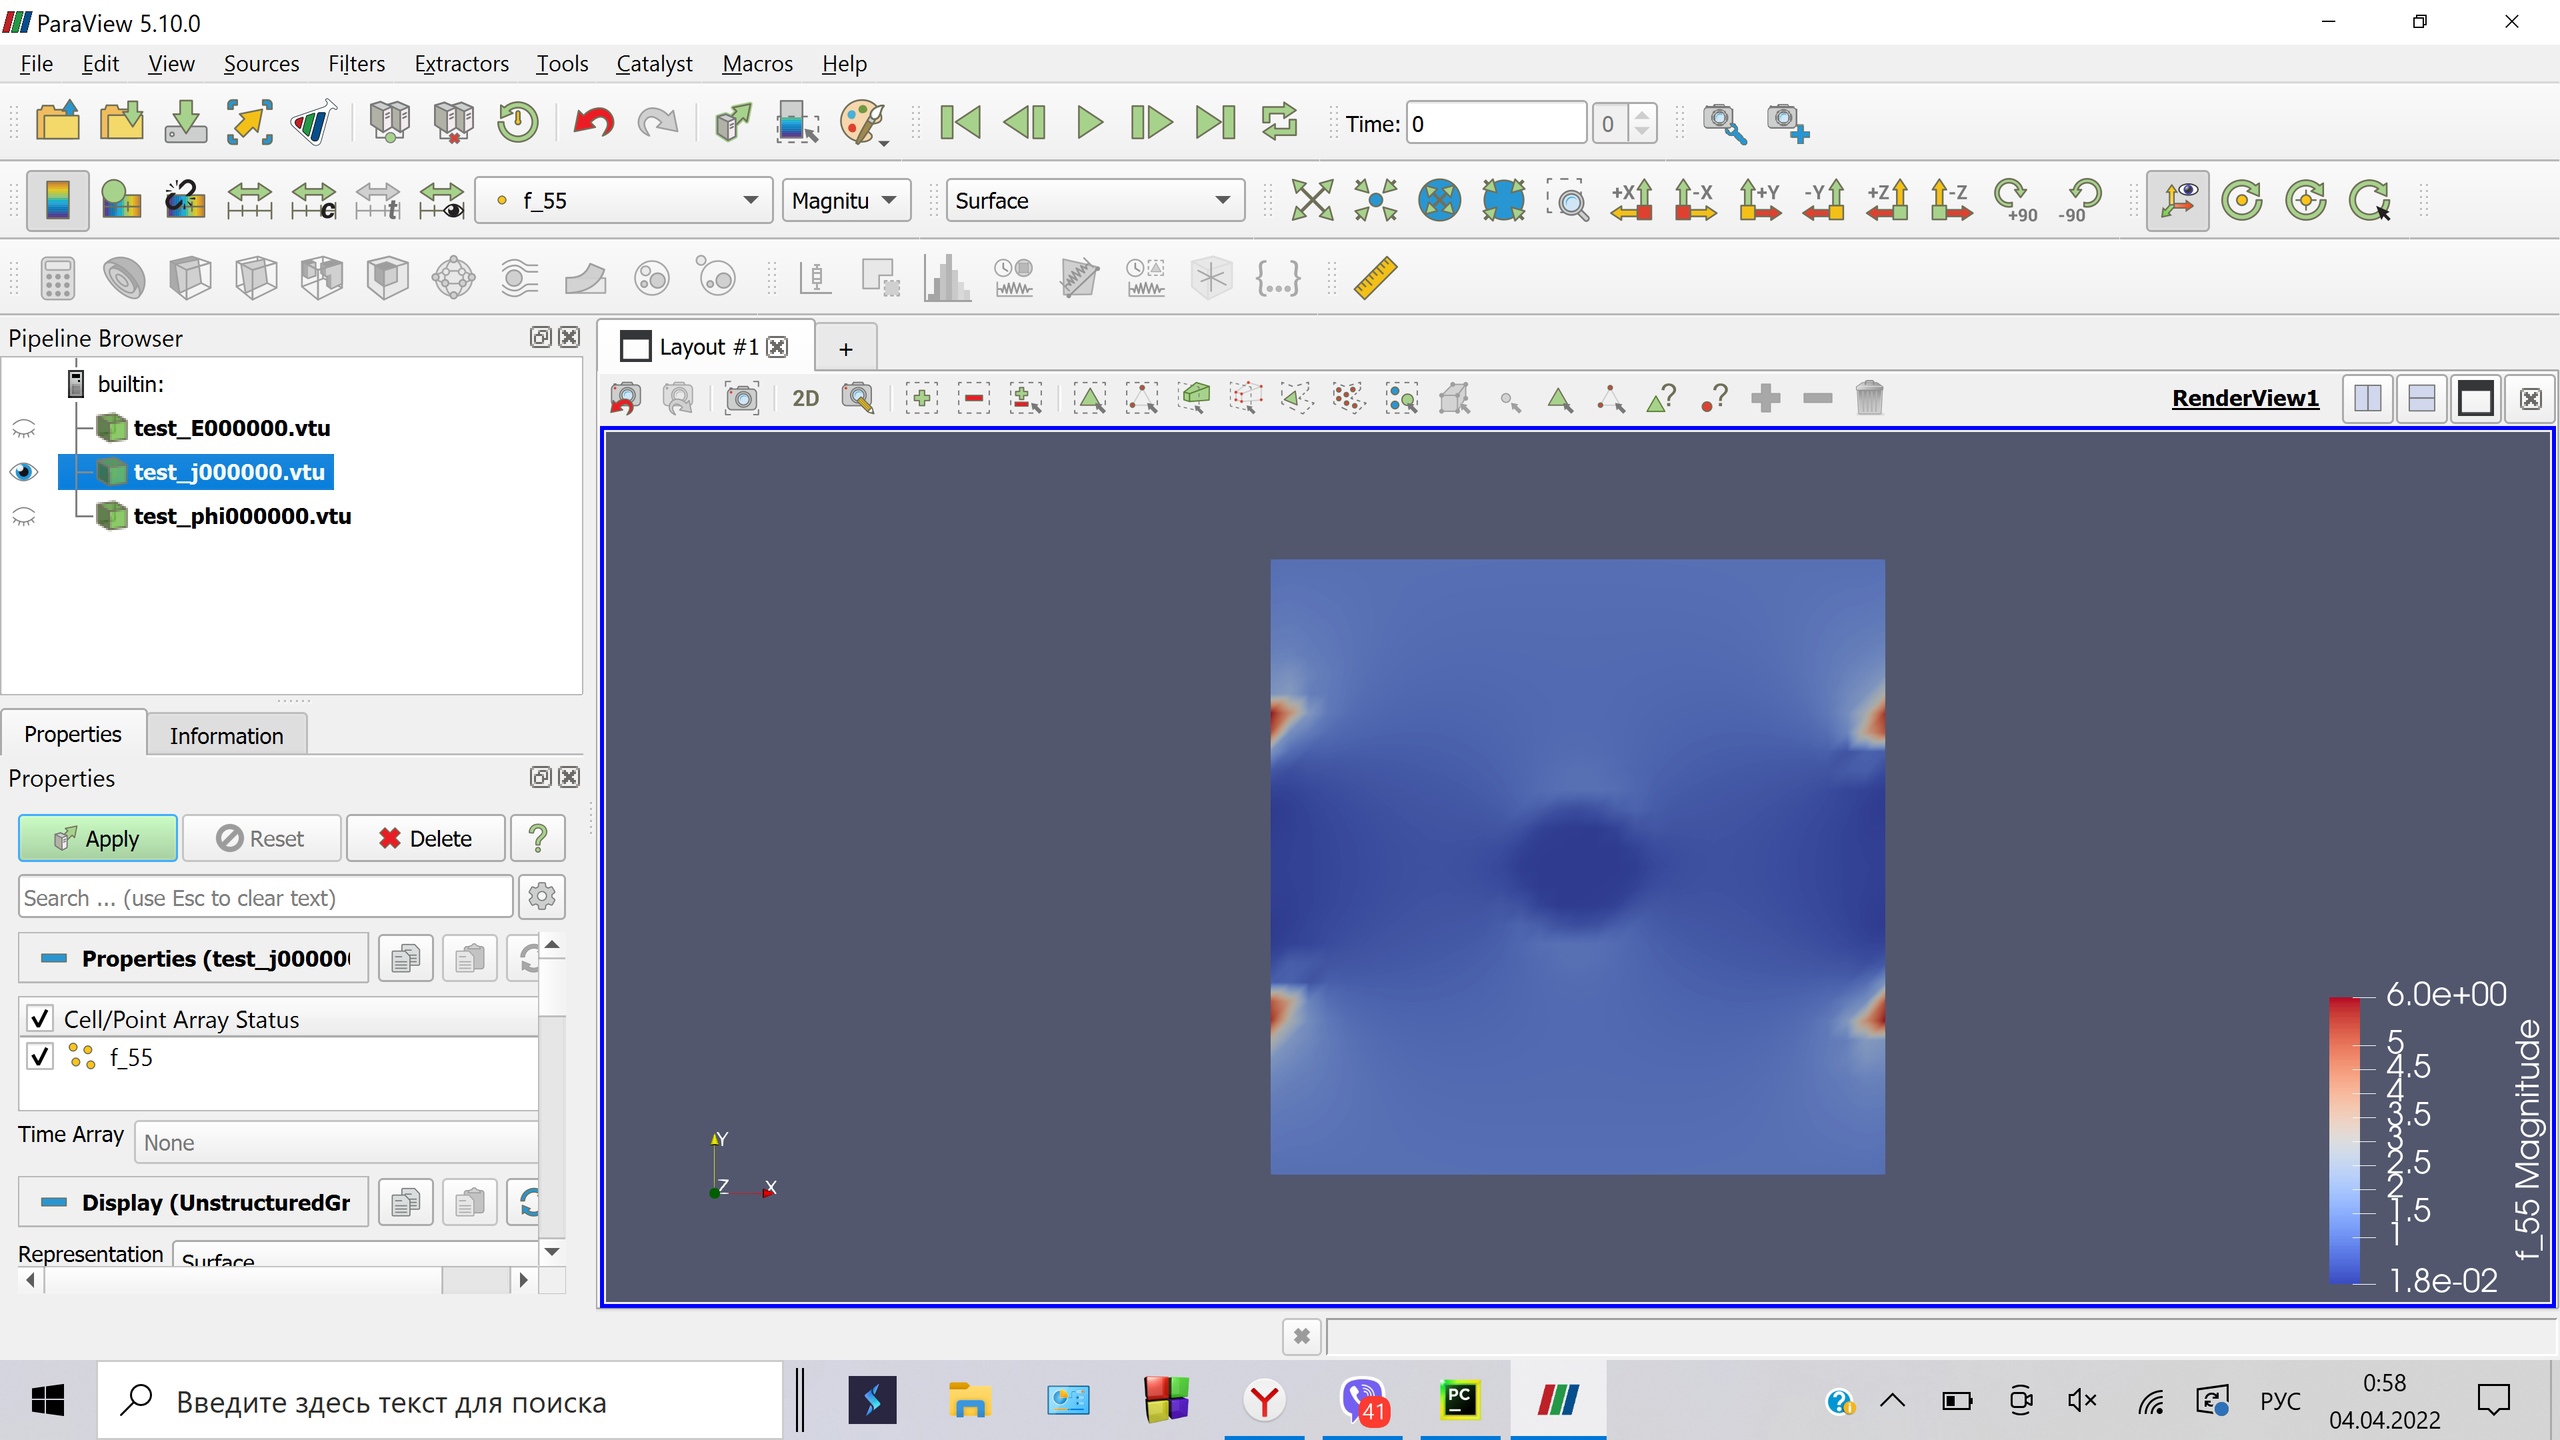 ParaView 5.10.0
File Edit View Sources Filters Extractors Tools Catalyst Macros Help
Time: 0 0
f_55 Magnitu Surface +X -X +Y -Y +Z -Z +90 -90
Pipeline Browser
Layout #1 +
builtin:
2D RenderView1
test_E000000.vtu
test_j000000.vtu
test_phi000000.vtu
Properties Information
Properties
Apply Reset Delete ?
Search ... (use Esc to clear text)
Properties (test_j00000
Cell/Point Array Status
f_55
Time Array None
Display (UnstructuredGr
Representation Surface
Y
Z X
6.0e+00
5
4.5
4
3.5
3
2.5
2
1.5
1
1.8e-02
f_55 Magnitude
Введите здесь текст для поиска
41
PC
РУС
0:58
04.04.2022